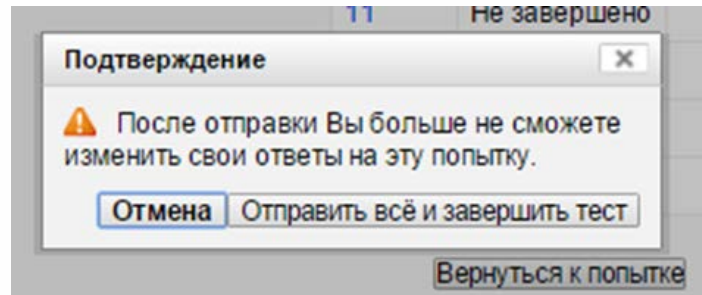 11 Не завершено
Подтверждение
После отправки Вы больше не сможете
изменить свои ответы на эту попытку.
Отмена Отправить всё и завершить тест
Вернуться к попытке